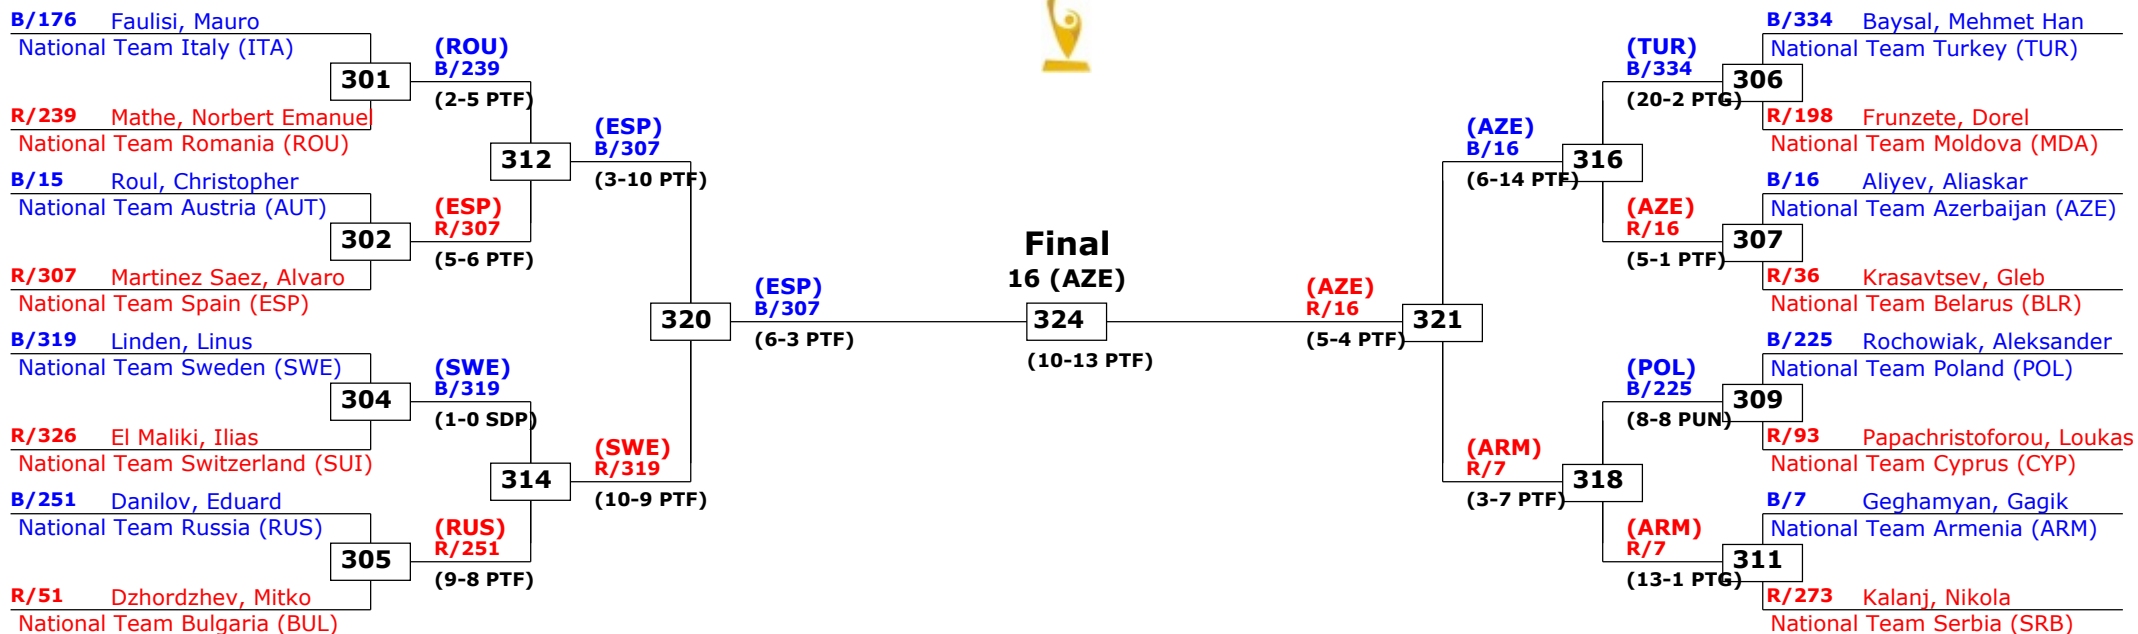 B/176 Faulisi, Mauro
National Team Italy (ITA)
301
R/239 Mathe, Norbert Emanuel
National Team Romania (ROU)
(ROU)
B/239
(2-5 PTF)
B/15 Roul, Christopher
National Team Austria (AUT)
302
R/307 Martinez Saez, Alvaro
National Team Spain (ESP)
(ESP)
R/307
(5-6 PTF)
312
(ESP)
B/307
(3-10 PTF)
B/319 Linden, Linus
National Team Sweden (SWE)
304
R/326 El Maliki, Ilias
National Team Switzerland (SUI)
(SWE)
B/319
(1-0 SDP)
B/251 Danilov, Eduard
National Team Russia (RUS)
305
R/51 Dzhordzhev, Mitko
National Team Bulgaria (BUL)
(RUS)
R/251
(9-8 PTF)
314
(SWE)
R/319
(10-9 PTF)
320
(ESP)
B/307
(6-3 PTF)
Final
16 (AZE)
324
(10-13 PTF)
(AZE)
R/16
(5-4 PTF)
321
(AZE)
B/16
(6-14 PTF)
316
(TUR)
B/334
(20-2 PTG)
306
B/334 Baysal, Mehmet Han
National Team Turkey (TUR)
R/198 Frunzete, Dorel
National Team Moldova (MDA)
(AZE)
R/16
(5-1 PTF)
307
B/16 Aliyev, Aliaskar
National Team Azerbaijan (AZE)
R/36 Krasavtsev, Gleb
National Team Belarus (BLR)
(ARM)
R/7
(3-7 PTF)
318
(POL)
B/225
(8-8 PUN)
309
B/225 Rochowiak, Aleksander
National Team Poland (POL)
R/93 Papachristoforou, Loukas
National Team Cyprus (CYP)
(ARM)
R/7
(13-1 PTG)
311
B/7 Geghamyan, Gagik
National Team Armenia (ARM)
R/273 Kalanj, Nikola
National Team Serbia (SRB)